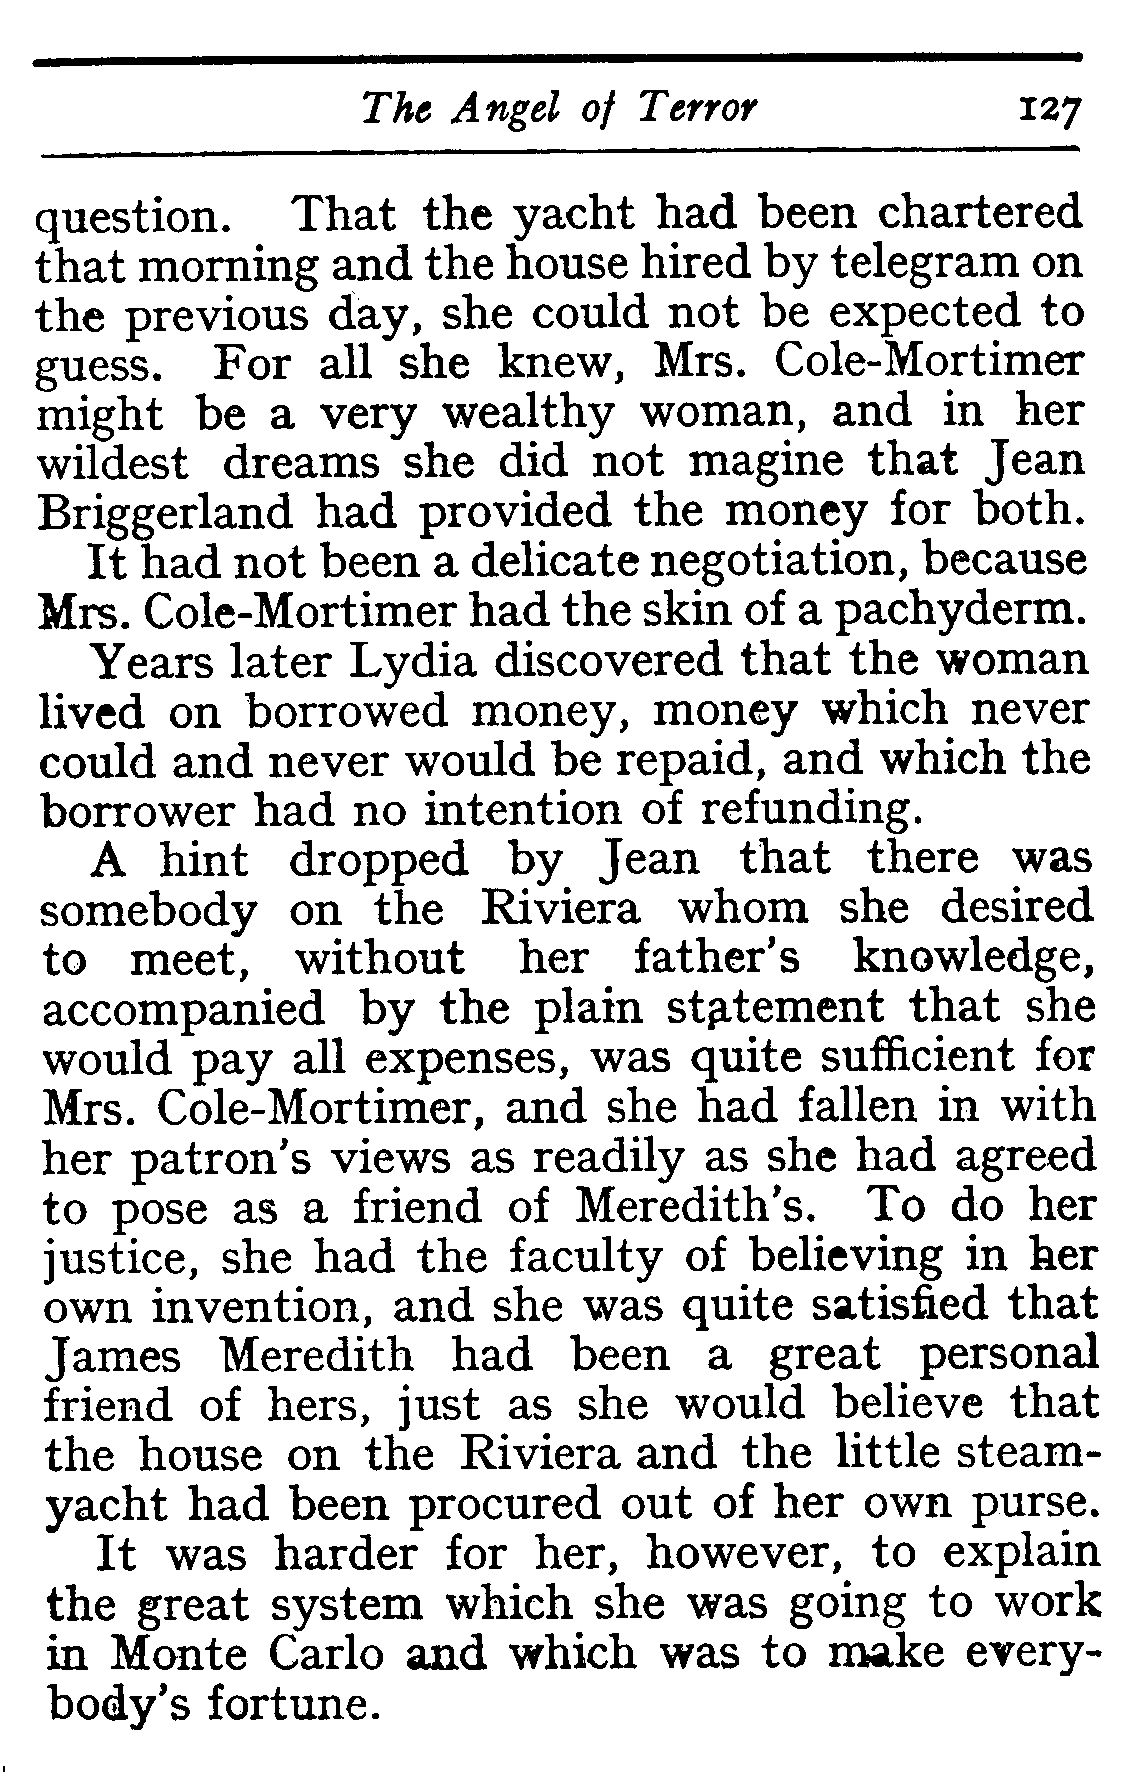 The Angel of Terror 127
question. That the yacht had been chartered
that morning and the house hired by telegram on
the previous day, she could not be expected to
guess. For all she knew, Mrs. Cole-Mortimer
might be a very wealthy woman, and in her
wildest dreams she did not magine that Jean
Briggerland had provided the money for both.
It had not been a delicate negotiation, because
Mrs. Cole-Mortimer had the skin of a pachyderm.
Years later Lydia discovered that the woman
lived on borrowed money, money which never
could and never would be repaid, and which the
borrower had no intention of refunding.
A hint dropped by Jean that there was
somebody on the Riviera whom she desired
to meet, without her father's knowledge,
accompanied by the plain statement that she
would pay all expenses, was quite sufficient for
Mrs. Cole-Mortimer, and she had fallen in with
her patron's views as readily as she had agreed
to pose as a friend of Meredith's. To do her
justice, she had the faculty of believing in her
own invention, and she was quite satisfied that
James Meredith had been a great personal
friend of hers, just as she would believe that
the house on the Riviera and the little steam-
yacht had been procured out of her own purse.
It was harder for her, however, to explain
the great system which she was going to work
in Monte Carlo and which was to make every-
body's fortune.